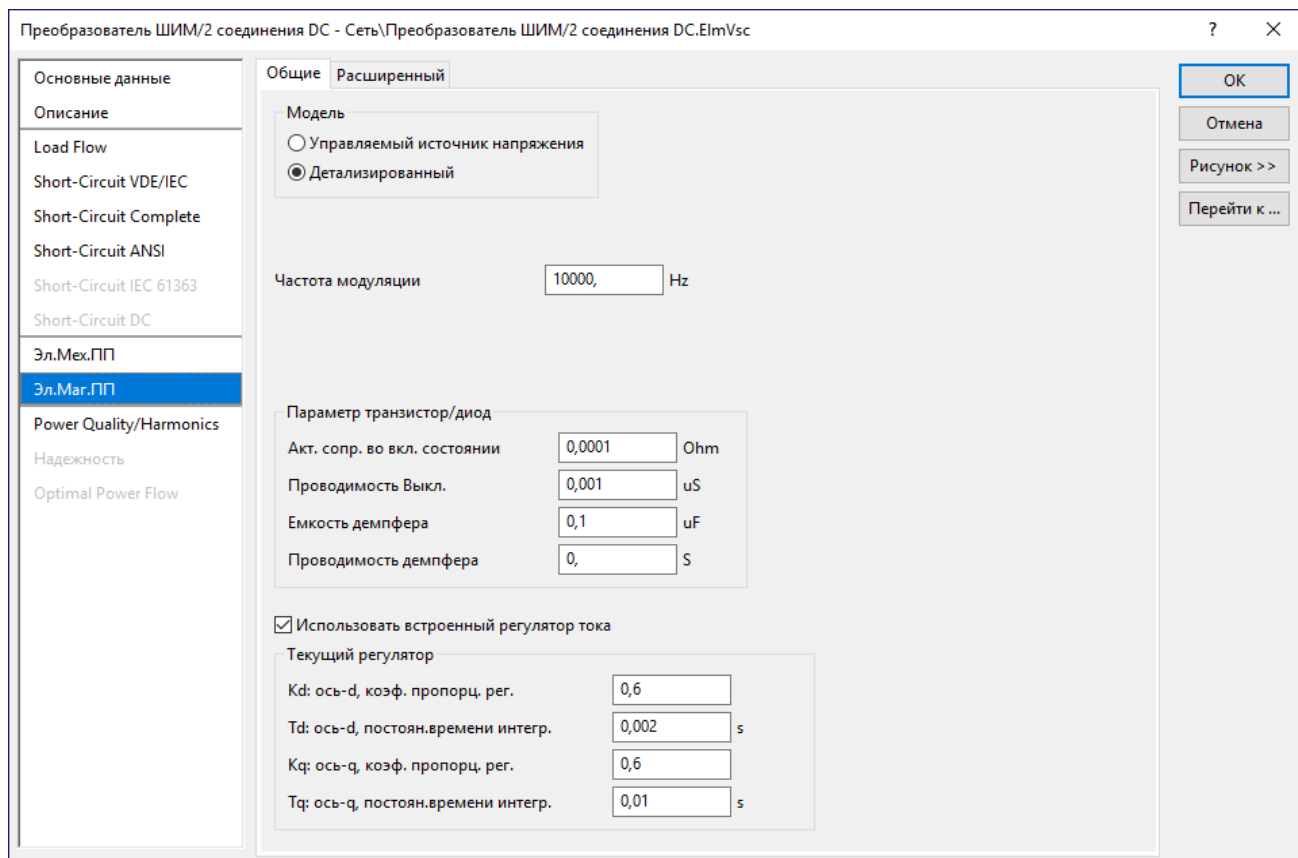 Преобразователь ШИМ/2 соединения DC - Сеть\Преобразователь ШИМ/2 соединения DC.ElmVsc
?
Основные данные
Описание
Load Flow
Short-Circuit VDE/IEC
Short-Circuit Complete
Short-Circuit ANSI
Short-Circuit IEC 61363
Short-Circuit DC
Эл.Мех.ПП
Эл.Маг.ПП
Power Quality/Harmonics
Надежность
Optimal Power Flow
Общие Расширенный
Модель
Управляемый источник напряжения
Детализированный
Частота модуляции 10000, Hz
Параметр транзистор/диод
Акт. сопр. во вкл. состоянии 0,0001 Ohm
Проводимость Выкл. 0,001 uS
Емкость демпфера 0,1 uF
Проводимость демпфера 0, S
Использовать встроенный регулятор тока
Текущий регулятор
Kd: ось-d, коэф. пропорц. рег. 0,6
Td: ось-d, постоян.времени интегр. 0,002 s
Kq: ось-q, коэф. пропорц. рег. 0,6
Tq: ось-q, постоян.времени интегр. 0,01 s
OK
Отмена
Рисунок >>
Перейти к ...